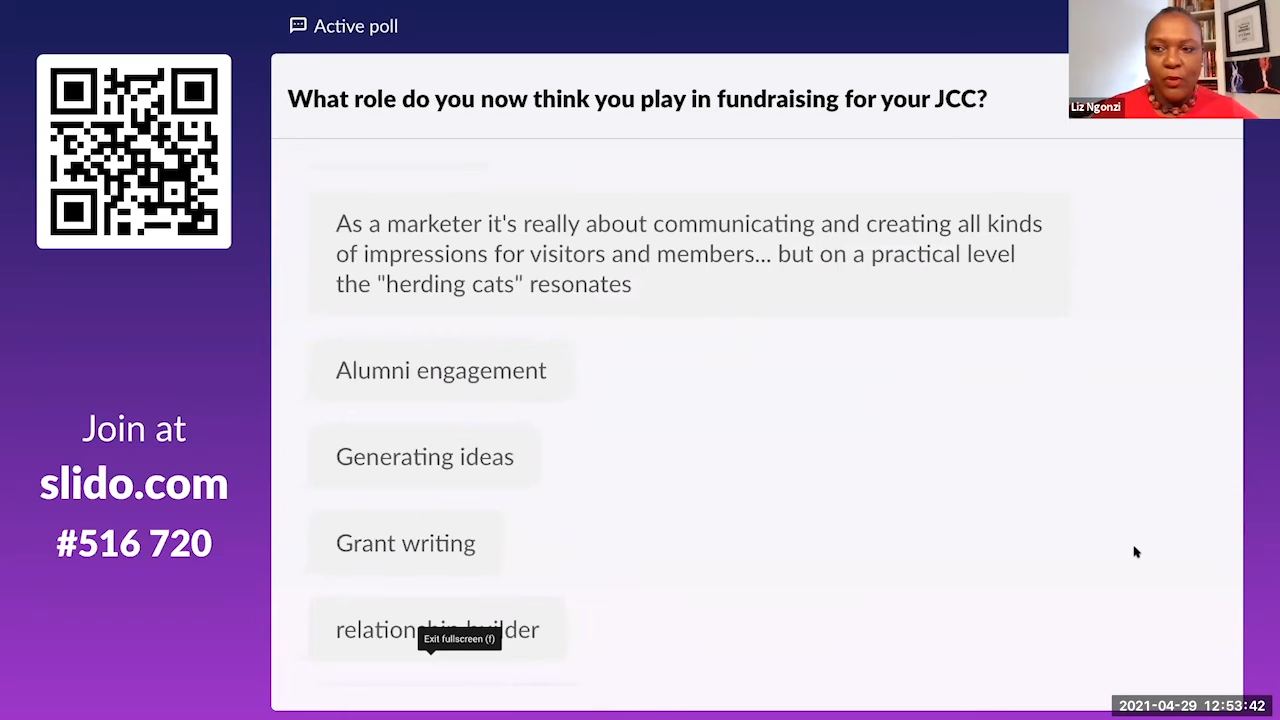 Active poll
Liz Ngonzi
What role do you now think you play in fundraising for your JCC?
As a marketer it's really about communicating and creating all kinds
of impressions for visitors and members... but on a practical level
the "herding cats" resonates
Alumni engagement
Generating ideas
Grant writing
Exit fullscreen (f)
Join at
slido.com
#516 720
2021-04-29 12:53:42